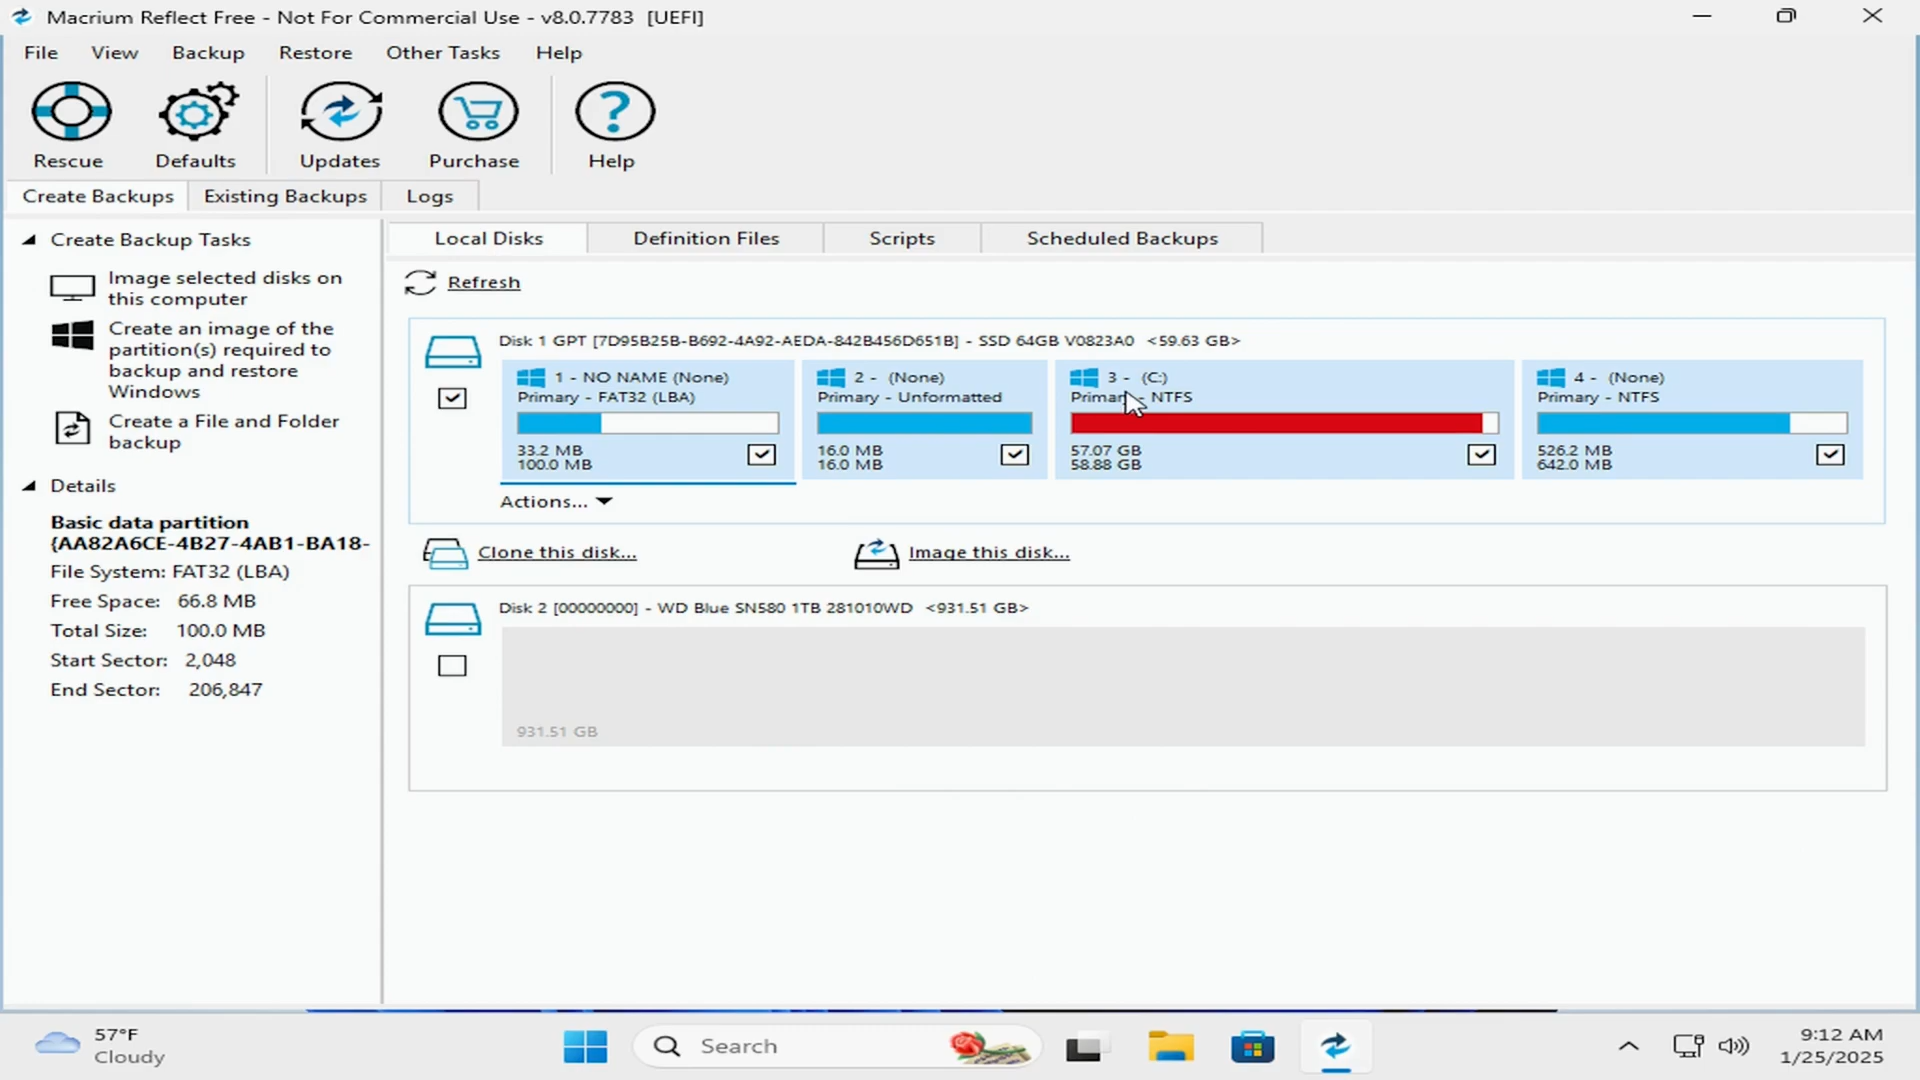 Macrium Reflect Free - Not For Commercial Use - v8.0.7783 [UEFI]
File View Backup Restore Other Tasks Help
Rescue Defaults Updates Purchase Help
Create Backups Existing Backups Logs
Create Backup Tasks
Image selected disks on
this computer
Create an image of the
partition(s) required to
backup and restore
Windows
Create a File and Folder
backup
Details
Basic data partition
{AA82A6CE-4B27-4AB1-BA18-
File System: FAT32 (LBA)
Free Space: 66.8 MB
Total Size: 100.0 MB
Start Sector: 2,048
End Sector: 206,847
Local Disks Definition Files Scripts Scheduled Backups
Refresh
Disk 1 GPT [7D95B25B-B692-4A92-AEDA-842B456D651B] - SSD 64GB V0823A0 <59.63 GB>
1 - NO NAME (None)
Primary - FAT32 (LBA)
33.2 MB
100.0 MB
2 - (None)
Primary - Unformatted
16.0 MB
16.0 MB
3 - (C:)
Primary - NTFS
57.07 GB
58.88 GB
4 - (None)
Primary - NTFS
526.2 MB
642.0 MB
Actions...
Clone this disk... Image this disk...
Disk 2 [00000000] - WD Blue SN580 1TB 281010WD <931.51 GB>
931.51 GB
57°F
Cloudy
Search
9:12 AM
1/25/2025